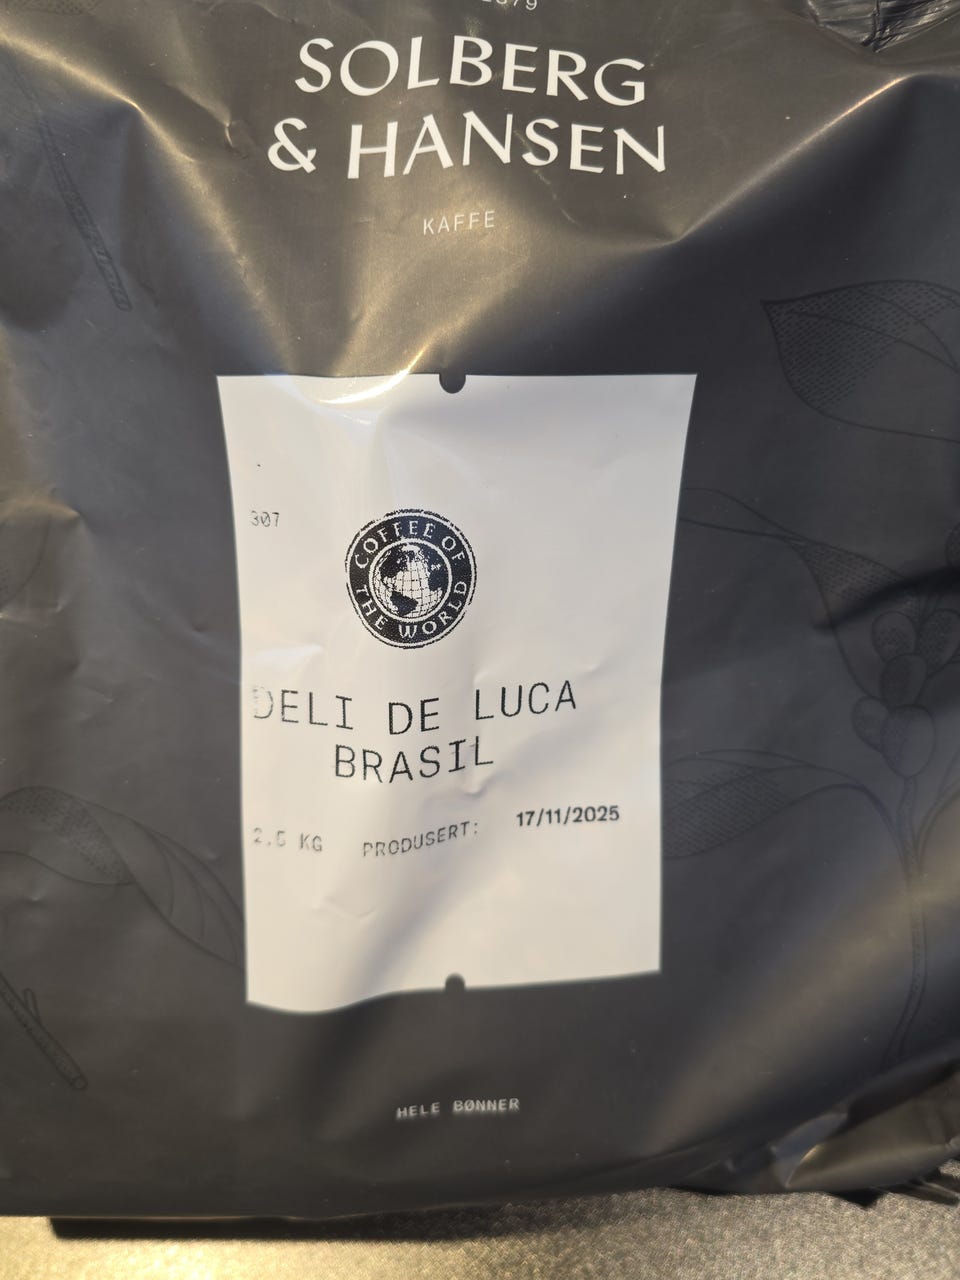 SOLBERG
& HANSEN
KAFFE
307
COFFEE OF
THE WORLD
DELI DE LUCA
BRASIL
2.5 KG PRODUSERT: 17/11/2025
HELE BØNNER